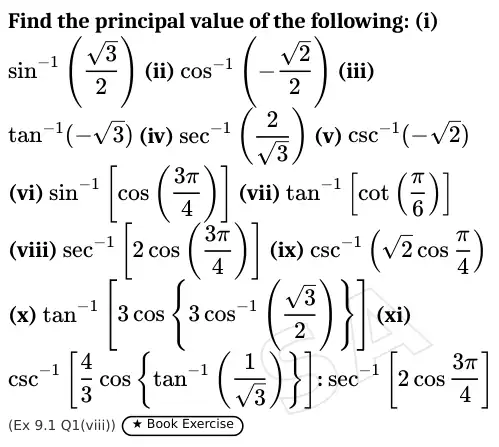 Find the principal value of the following: (i)
sin⁻¹ (√3/2) (ii) cos⁻¹ (−√2/2) (iii)
tan⁻¹(−√3) (iv) sec⁻¹ (2/√3) (v) csc⁻¹(−√2)
(vi) sin⁻¹ [cos (3π/4)] (vii) tan⁻¹ [cot (π/6)]
(viii) sec⁻¹ [2 cos (3π/4)] (ix) csc⁻¹ (√2 cos π/4)
(x) tan⁻¹ [3 cos {3 cos⁻¹ (√3/2)}] (xi)
csc⁻¹ [4/3 cos {tan⁻¹ (1/√3)}] : sec⁻¹ [2 cos 3π/4]
(Ex 9.1 Q1(viii)) ★ Book Exercise
SA